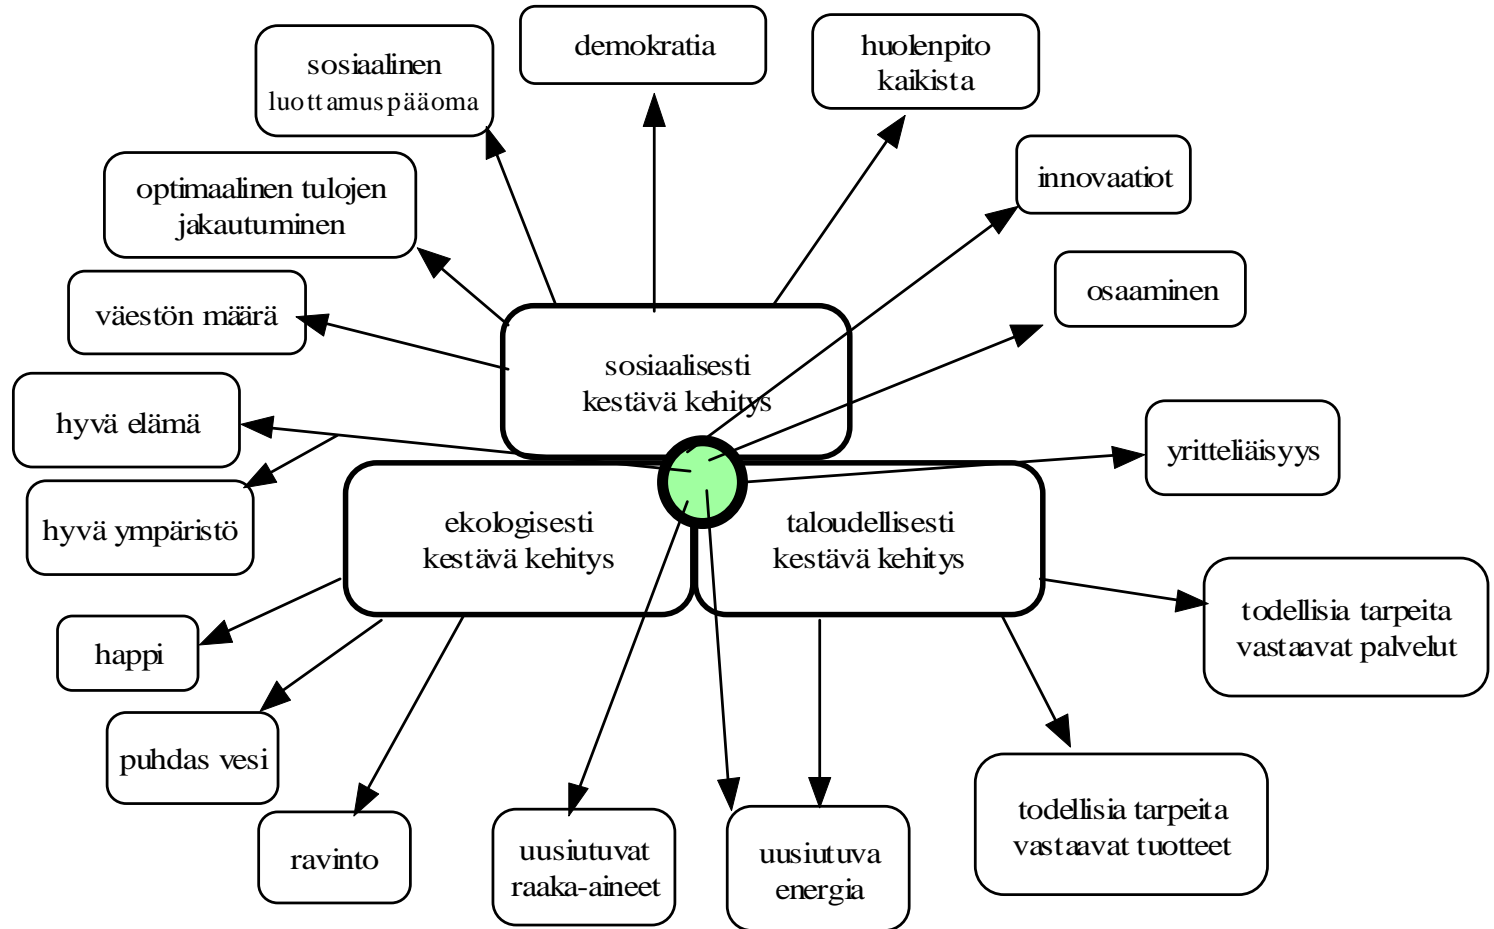 sosiaalinen
luottamuspääoma
demokratia
huolenpito
kaikista
optimaalinen tulojen
jakautuminen
innovaatiot
väestön määrä
osaaminen
sosiaalisesti
kestävä kehitys
hyvä elämä
yritteliäisyys
hyvä ympäristö
ekologisesti
kestävä kehitys
taloudellisesti
kestävä kehitys
happi
todellisia tarpeita
vastaavat palvelut
puhdas vesi
ravinto
uusiutuvat
raaka-aineet
uusiutuva
energia
todellisia tarpeita
vastaavat tuotteet